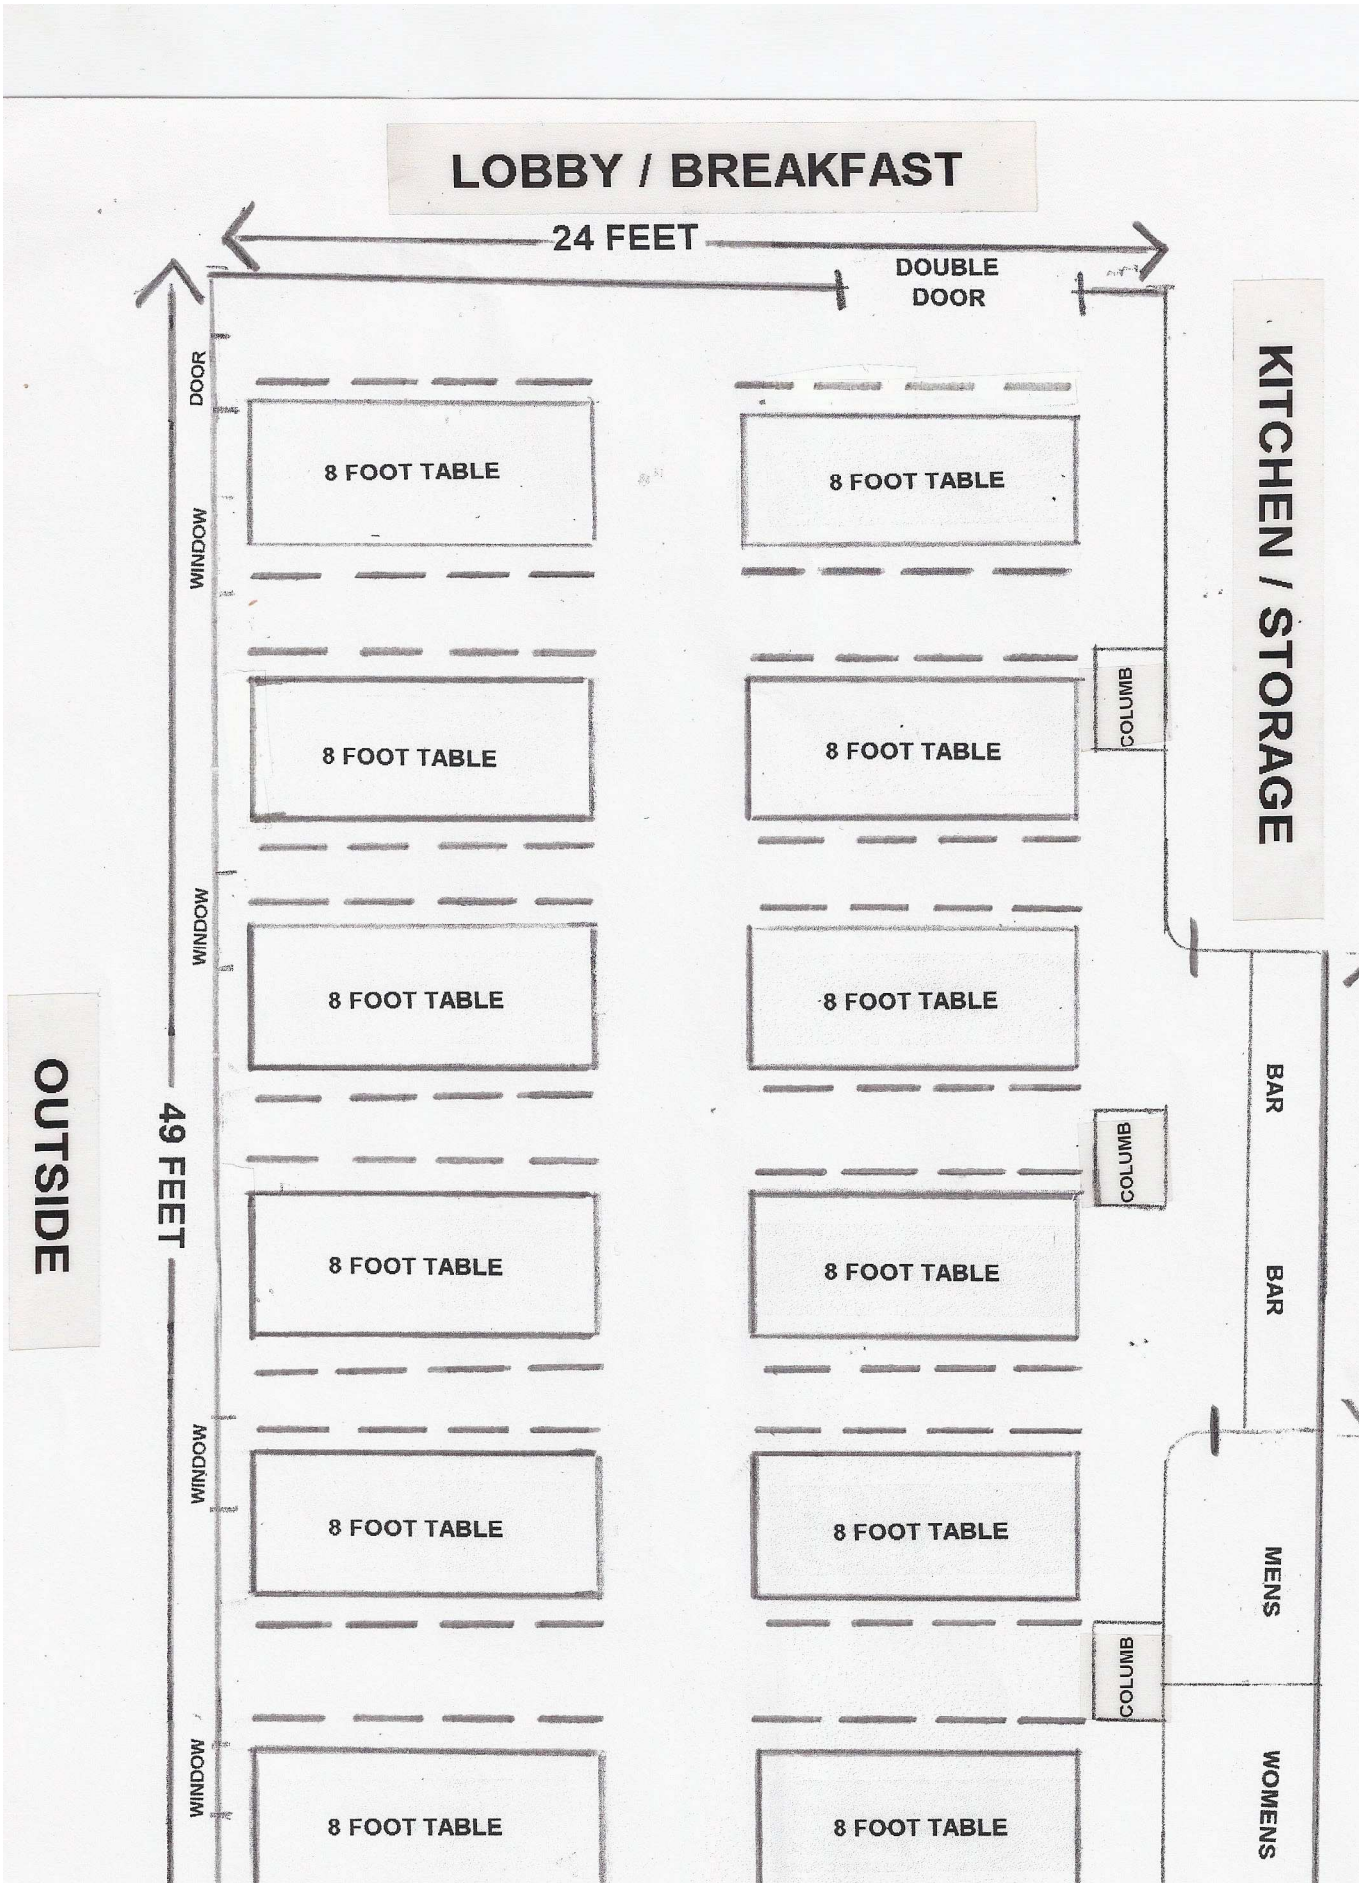 LOBBY / BREAKFAST
24 FEET
DOUBLE
DOOR
DOOR
WINDOW
8 FOOT TABLE
8 FOOT TABLE
KITCHEN / STORAGE
8 FOOT TABLE
8 FOOT TABLE
COLUMB
WINDOW
8 FOOT TABLE
8 FOOT TABLE
OUTSIDE
49 FEET
BAR
COLUMB
8 FOOT TABLE
8 FOOT TABLE
BAR
WINDOW
8 FOOT TABLE
8 FOOT TABLE
MENS
COLUMB
WINDOW
8 FOOT TABLE
8 FOOT TABLE
WOMENS